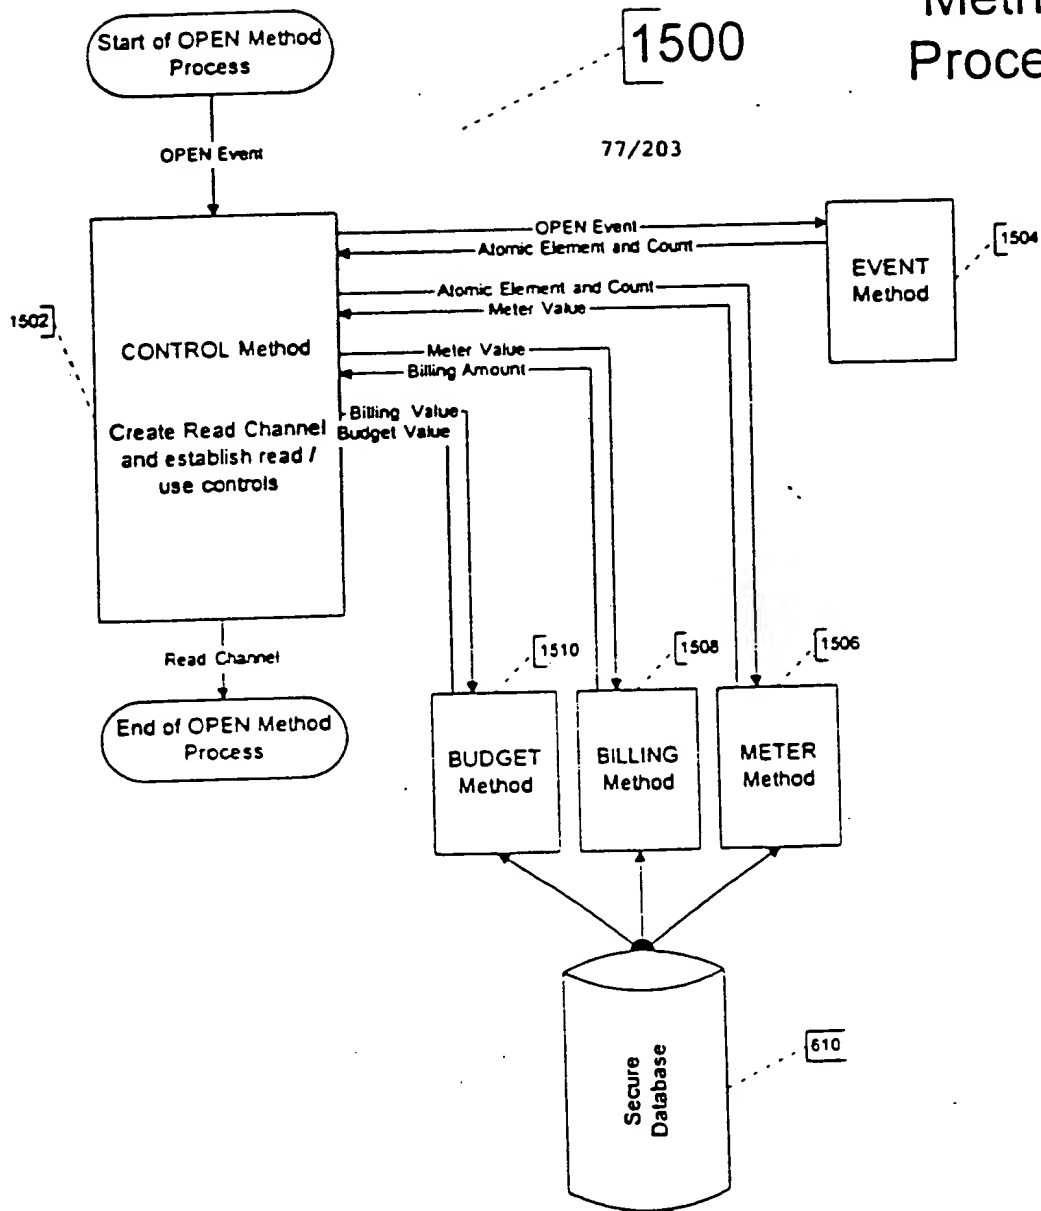 Meth
Proce
Start of OPEN Method
Process
1500
77/203
OPEN Event
OPEN Event
Atomic Element and Count
EVENT
Method
1504
Atomic Element and Count
Meter Value
1502
CONTROL Method
Create Read Channel
and establish read /
use controls
Meter Value
Billing Amount
Billing Value
Budget Value
Read Channel
End of OPEN Method
Process
1510
1508
1506
BUDGET
Method
BILLING
Method
METER
Method
Secure
Database
610